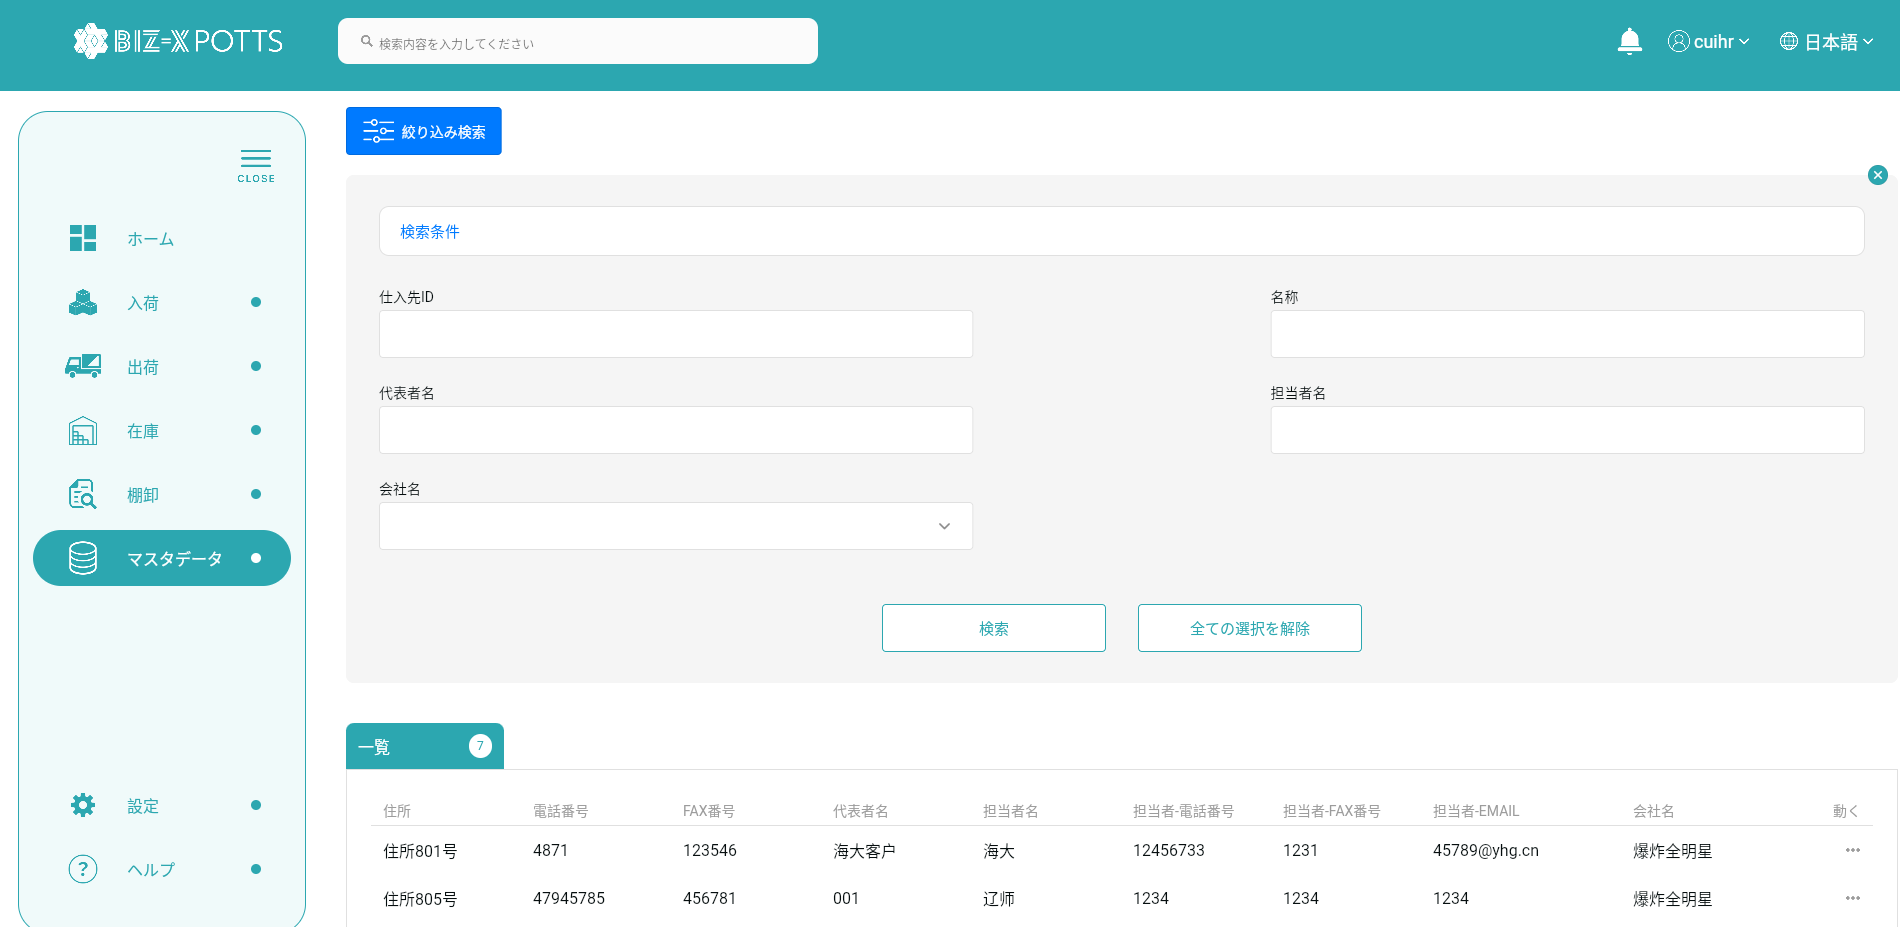 BIZ=X POTTS
検索内容を入力してください
cuihr
日本語
CLOSE
ホーム
入荷
出荷
在庫
棚卸
マスタデータ
設定
?
ヘルプ
絞り込み検索
検索条件
仕入先ID
名称
代表者名
担当者名
会社名
検索
全ての選択を解除
一覧 7
住所 電話番号 FAX番号 代表者名 担当者名 担当者-電話番号 担当者-FAX番号 担当者-EMAIL 会社名 動く
住所801号 4871 123546 海大客户 海大 12456733 1231 45789@yhg.cn 爆炸全明星
住所805号 47945785 456781 001 辽师 1234 1234 1234 爆炸全明星